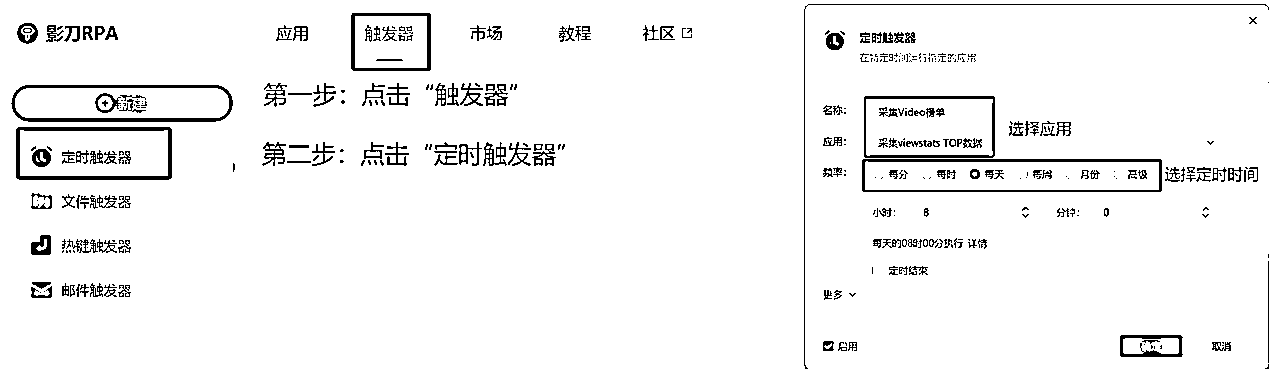 影刀RPA
应用 触发器 市场 教程 社区
新建
第一步：点击“触发器”
定时触发器
第二步：点击“定时触发器”
文件触发器
热键触发器
邮件触发器
定时触发器
在特定时间运行指定的应用
名称： 采集Video榜单
选择应用
应用： 采集viewstats TOP数据
频率： 每分 每时 每天 每周 月份 高级 选择定时时间
小时： 8 分钟： 0
每天的08时00分执行 详情
定时结束
更多
启用 取消